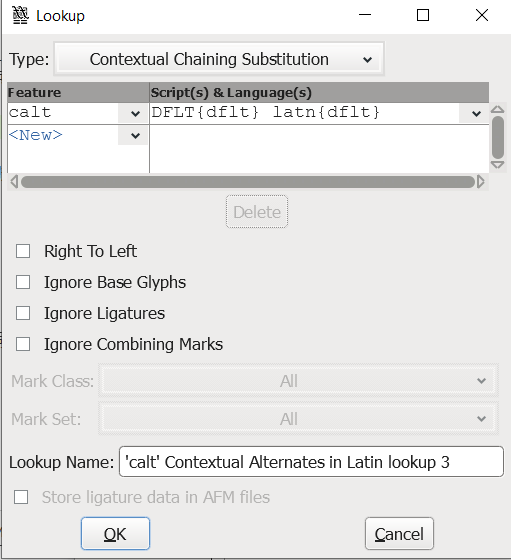 Lookup
Type: Contextual Chaining Substitution
Feature Script(s) & Language(s)
calt DFLT{dflt} latn{dflt}
<New>
Delete
Right To Left
Ignore Base Glyphs
Ignore Ligatures
Ignore Combining Marks
Mark Class: All
Mark Set: All
Lookup Name: 'calt' Contextual Alternates in Latin lookup 3
Store ligature data in AFM files
OK Cancel